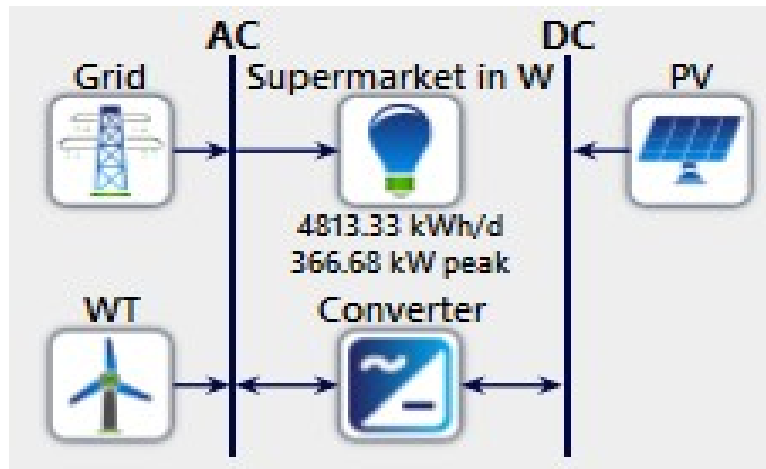 AC DC
Grid Supermarket in W PV
4813.33 kWh/d
366.68 kW peak
WT Converter